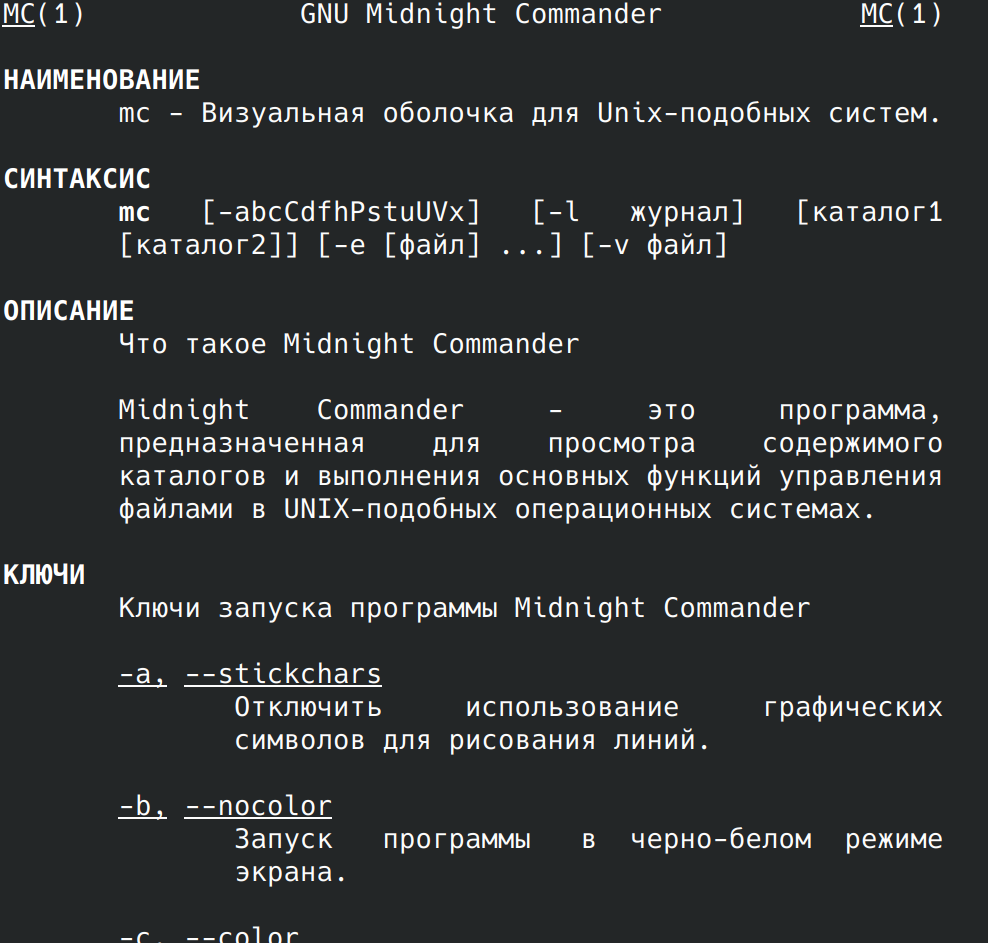 MC(1) GNU Midnight Commander MC(1)
НАИМЕНОВАНИЕ
mc - Визуальная оболочка для Unix-подобных систем.
СИНТАКСИС
mc [-abcCdfhPstuUVx] [-l журнал] [каталог1
[каталог2]] [-e [файл] ...] [-v файл]
ОПИСАНИЕ
Что такое Midnight Commander
Midnight Commander - это программа,
предназначенная для просмотра содержимого
каталогов и выполнения основных функций управления
файлами в UNIX-подобных операционных системах.
КЛЮЧИ
Ключи запуска программы Midnight Commander
-a, --stickchars
Отключить использование графических
символов для рисования линий.
-b, --nocolor
Запуск программы в черно-белом режиме
экрана.
-c, --color